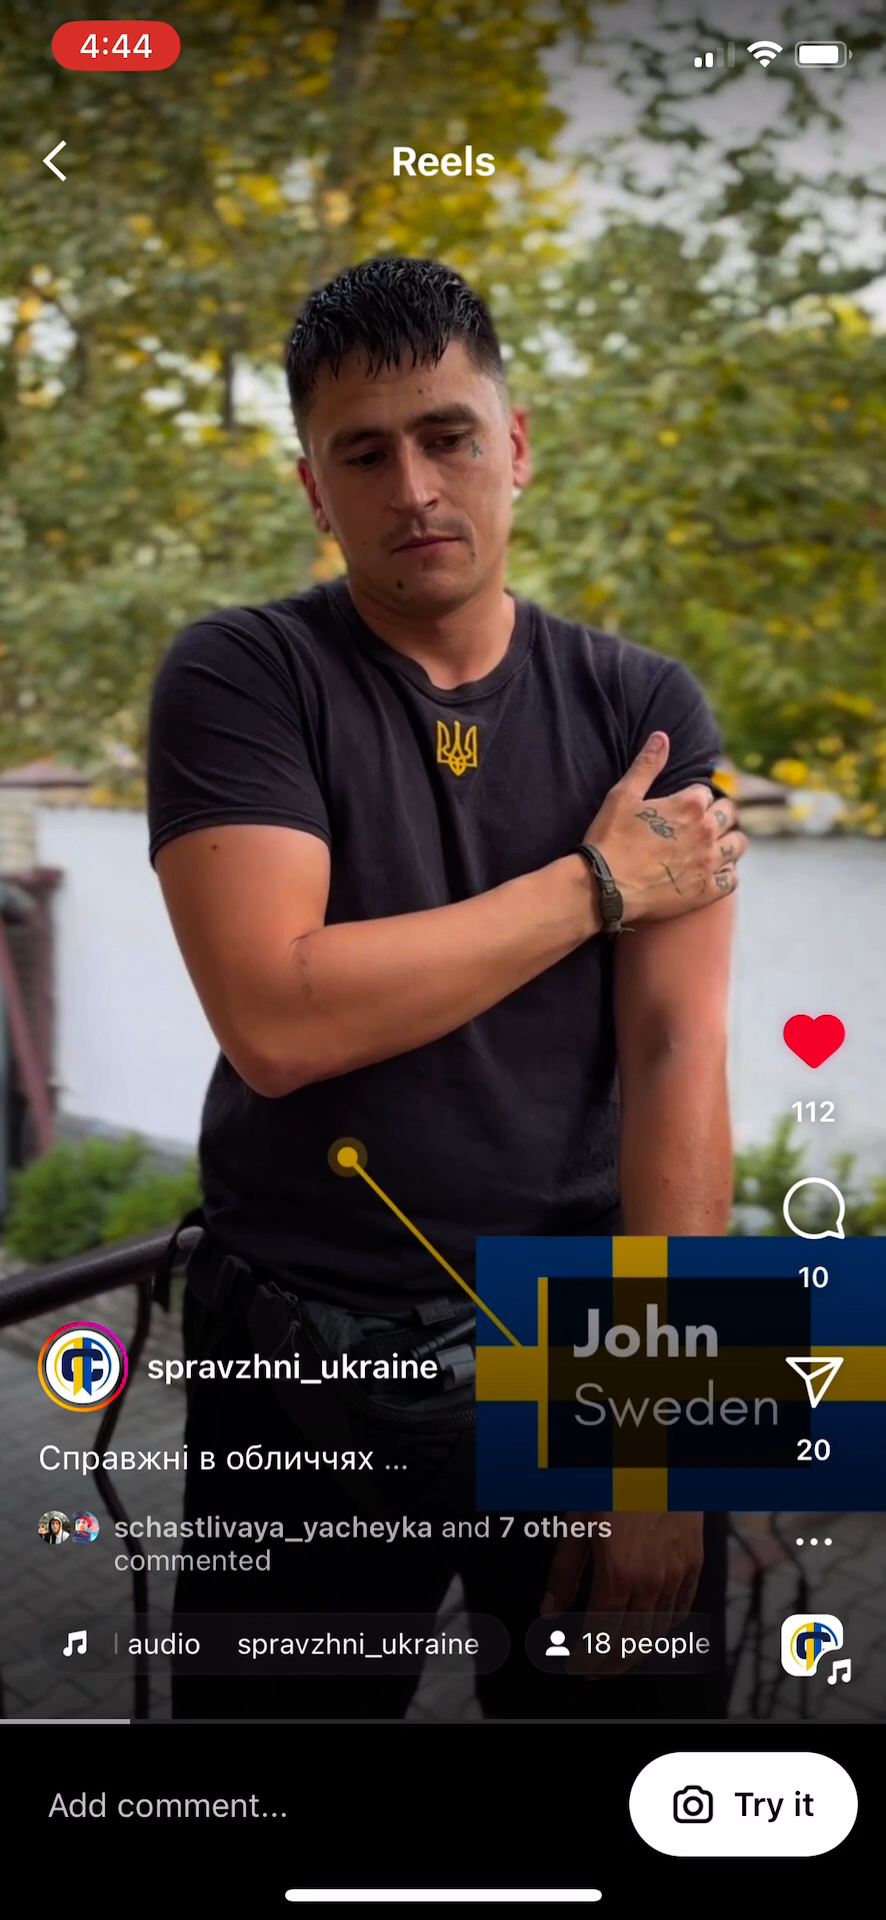 4:44
Reels
112
10
John
Sweden
spravzhni_ukraine
20
Справжні в обличчях ...
schastlivaya_yacheyka and 7 others
commented
audio spravzhni_ukraine
18 people
Add comment...
Try it